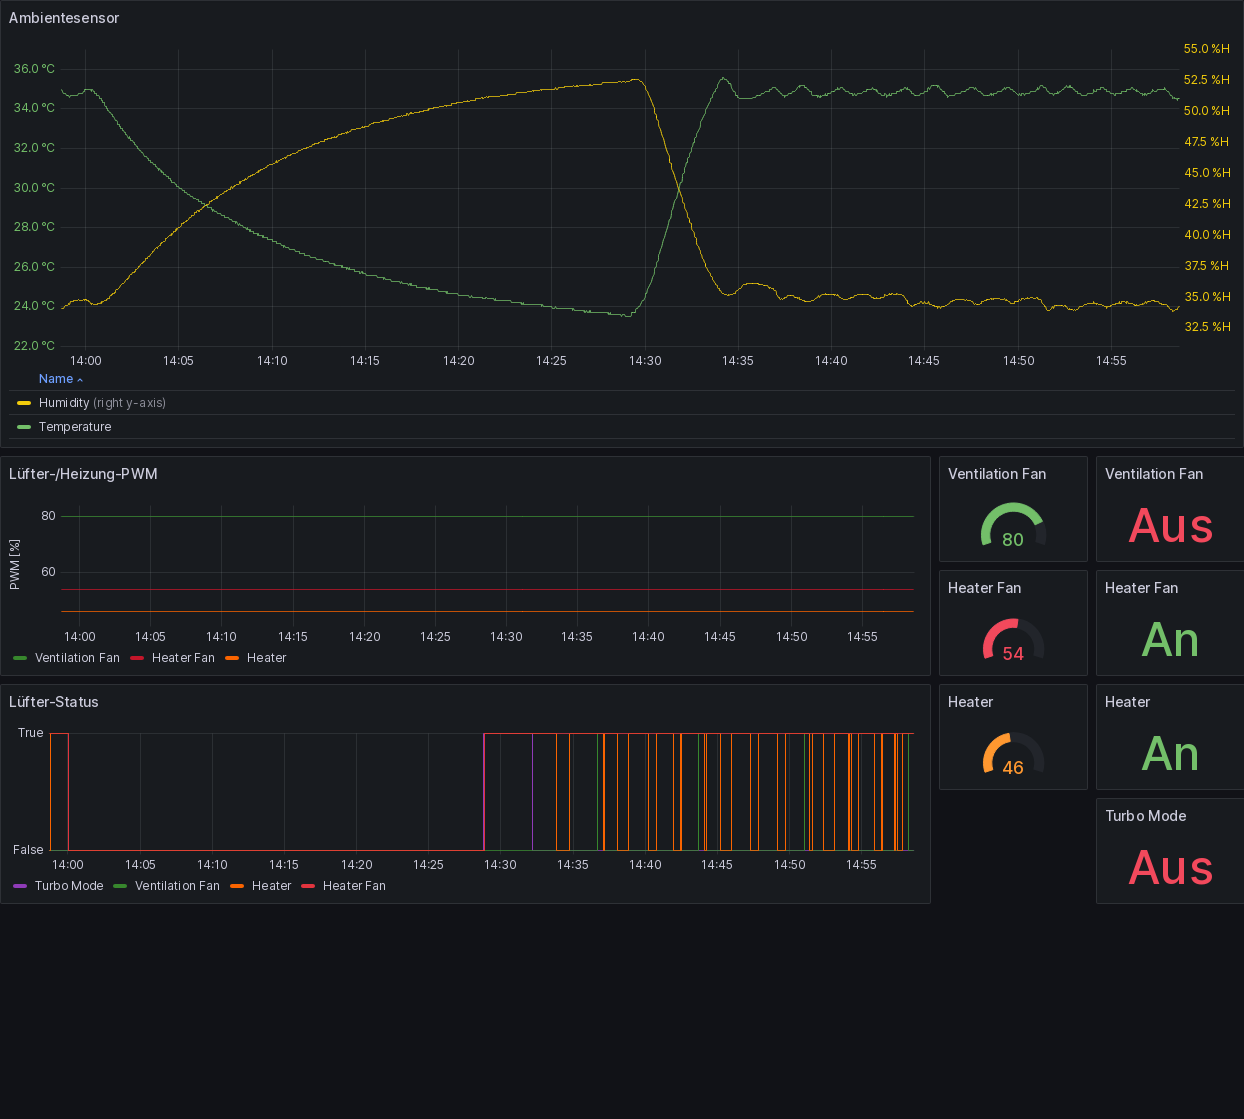 Ambientesensor
55.0 %H
36.0 °C
52.5 %H
34.0 °C
50.0 %H
32.0 °C
47.5 %H
30.0 °C
45.0 %H
28.0 °C
42.5 %H
26.0 °C
40.0 %H
24.0 °C
37.5 %H
22.0 °C
35.0 %H
32.5 %H
14:00 14:05 14:10 14:15 14:20 14:25 14:30 14:35 14:40 14:45 14:50 14:55
Name
Humidity (right y-axis)
Temperature
Lüfter-/Heizung-PWM
PWM [%]
80
60
14:00 14:05 14:10 14:15 14:20 14:25 14:30 14:35 14:40 14:45 14:50 14:55
Ventilation Fan Heater Fan Heater
Ventilation Fan
80
Ventilation Fan
Aus
Heater Fan
54
Heater Fan
An
Lüfter-Status
True
False
14:00 14:05 14:10 14:15 14:20 14:25 14:30 14:35 14:40 14:45 14:50 14:55
Turbo Mode Ventilation Fan Heater Heater Fan
Heater
46
Heater
An
Turbo Mode
Aus